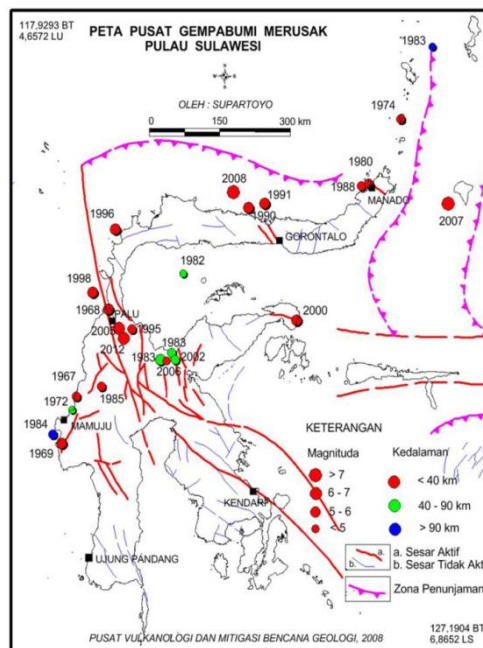 117,9293 BT
4,6572 LU
PETA PUSAT GEMPABUMI MERUSAK
PULAU SULAWESI
OLEH : SUPARTOYO
0 100 200 300 km
1983
1974
1980
1988
MANADO
2008
1991
1990
2007
1996
GORONTALO
1982
1998
1968
PALU
2005
1995
2012
2000
1983
1983
2002
2006
1967
1985
1972
1984
MAMUJU
1969
KENDARI
UJUNG PANDANG
KETERANGAN
Magnituda
> 7
6 - 7
5 - 6
< 5
Kedalaman
< 40 km
40 - 90 km
> 90 km
a.
b.
a. Sesar Aktif
b. Sesar Tidak Akt
Zona Penunjaman
PUSAT VULKANOLOGI DAN MITIGASI BENCANA GEOLOGI, 2008
127,1904 BT
6,8652 LS